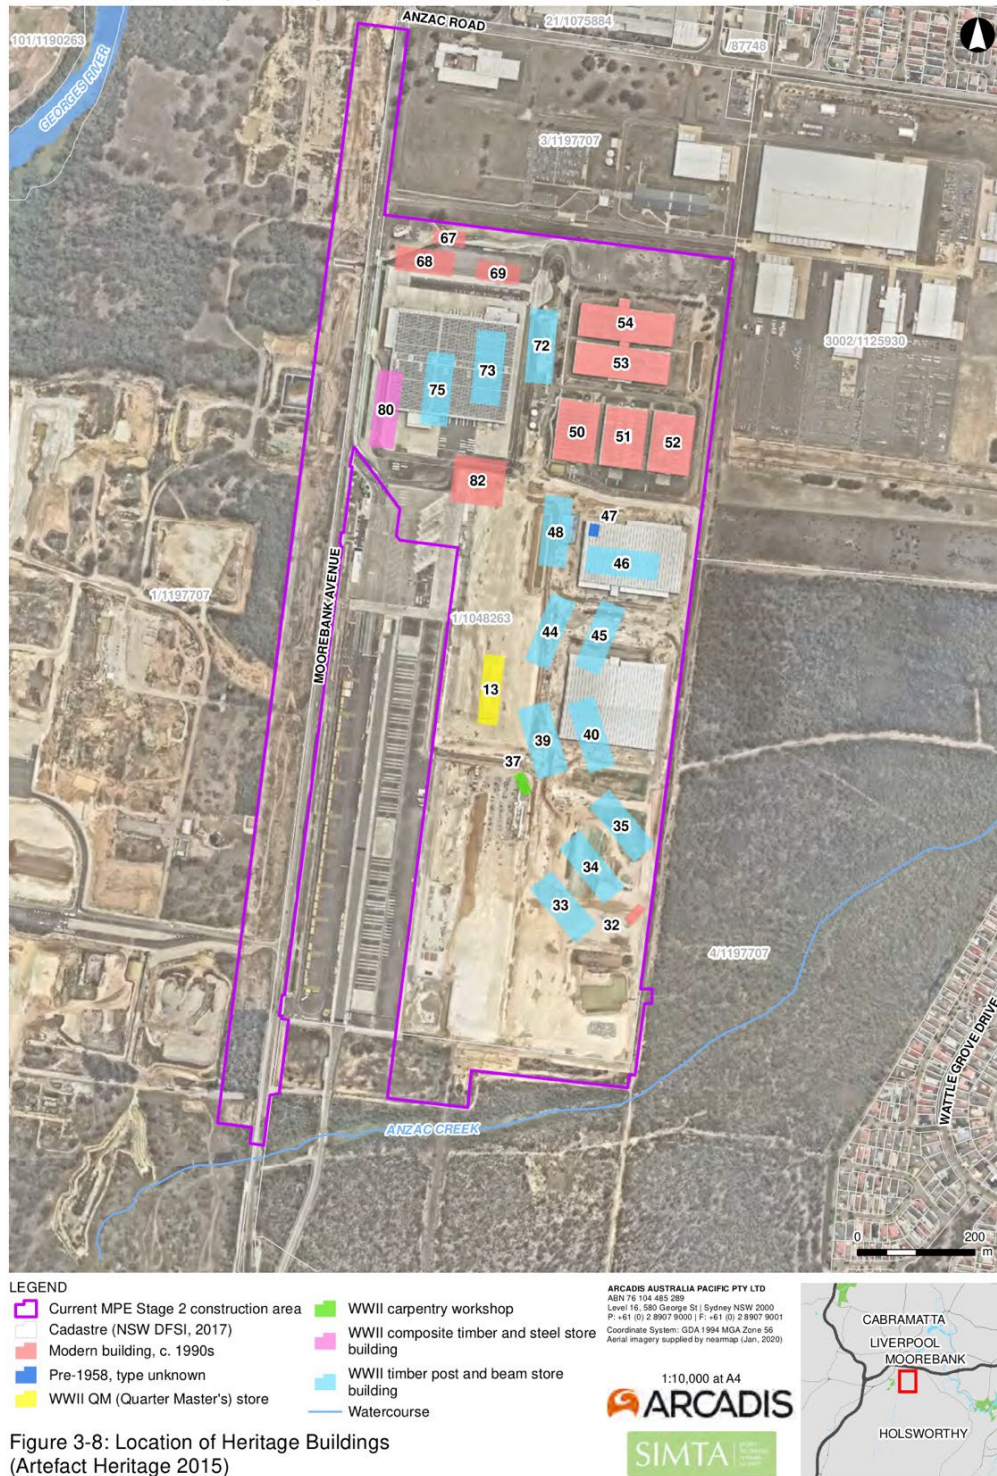 ANZAC ROAD
21/1075884
101/1190263
/87748
GEORGES RIVER
3/1197707
67
68
69
54
72
53
3002/1125930
73
75
80
50
51
52
82
47
48
46
MOOREBANK AVENUE
1/1197707
1/1048263
44
45
13
39
40
37
35
34
33
32
4/1197707
WATTLE GROVE DRIVE
ANZAC CREEK
0 200
m
LEGEND
Current MPE Stage 2 construction area
Cadastre (NSW DFSI, 2017)
Modern building, c. 1990s
Pre-1958, type unknown
WWII QM (Quarter Master's) store
WWII carpentry workshop
WWII composite timber and steel store
building
WWII timber post and beam store
building
Watercourse
Figure 3-8: Location of Heritage Buildings
(Artefact Heritage 2015)
ARCADIS AUSTRALIA PACIFIC PTY LTD
ABN 76 104 485 289
Level 16, 580 George St | Sydney NSW 2000
P: +61 (0) 2 8907 9000 | F: +61 (0) 2 8907 9001
Coordinate System: GDA 1994 MGA Zone 56
Aerial imagery supplied by nearmap (Jan, 2020)
1:10,000 at A4
ARCADIS
SIMTA
CABRAMATTA
LIVERPOOL
MOOREBANK
HOLSWORTHY